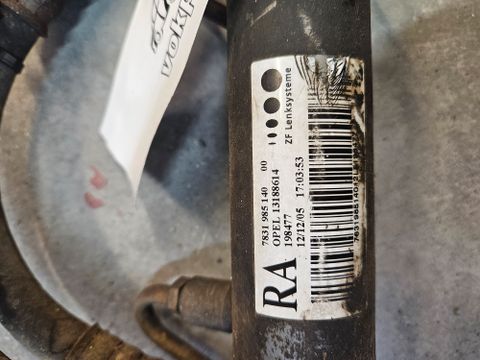 ZF Lenksysteme
7831 985 140 00
OPEL 13188614
198477
12/12/05 17:03:53
RA